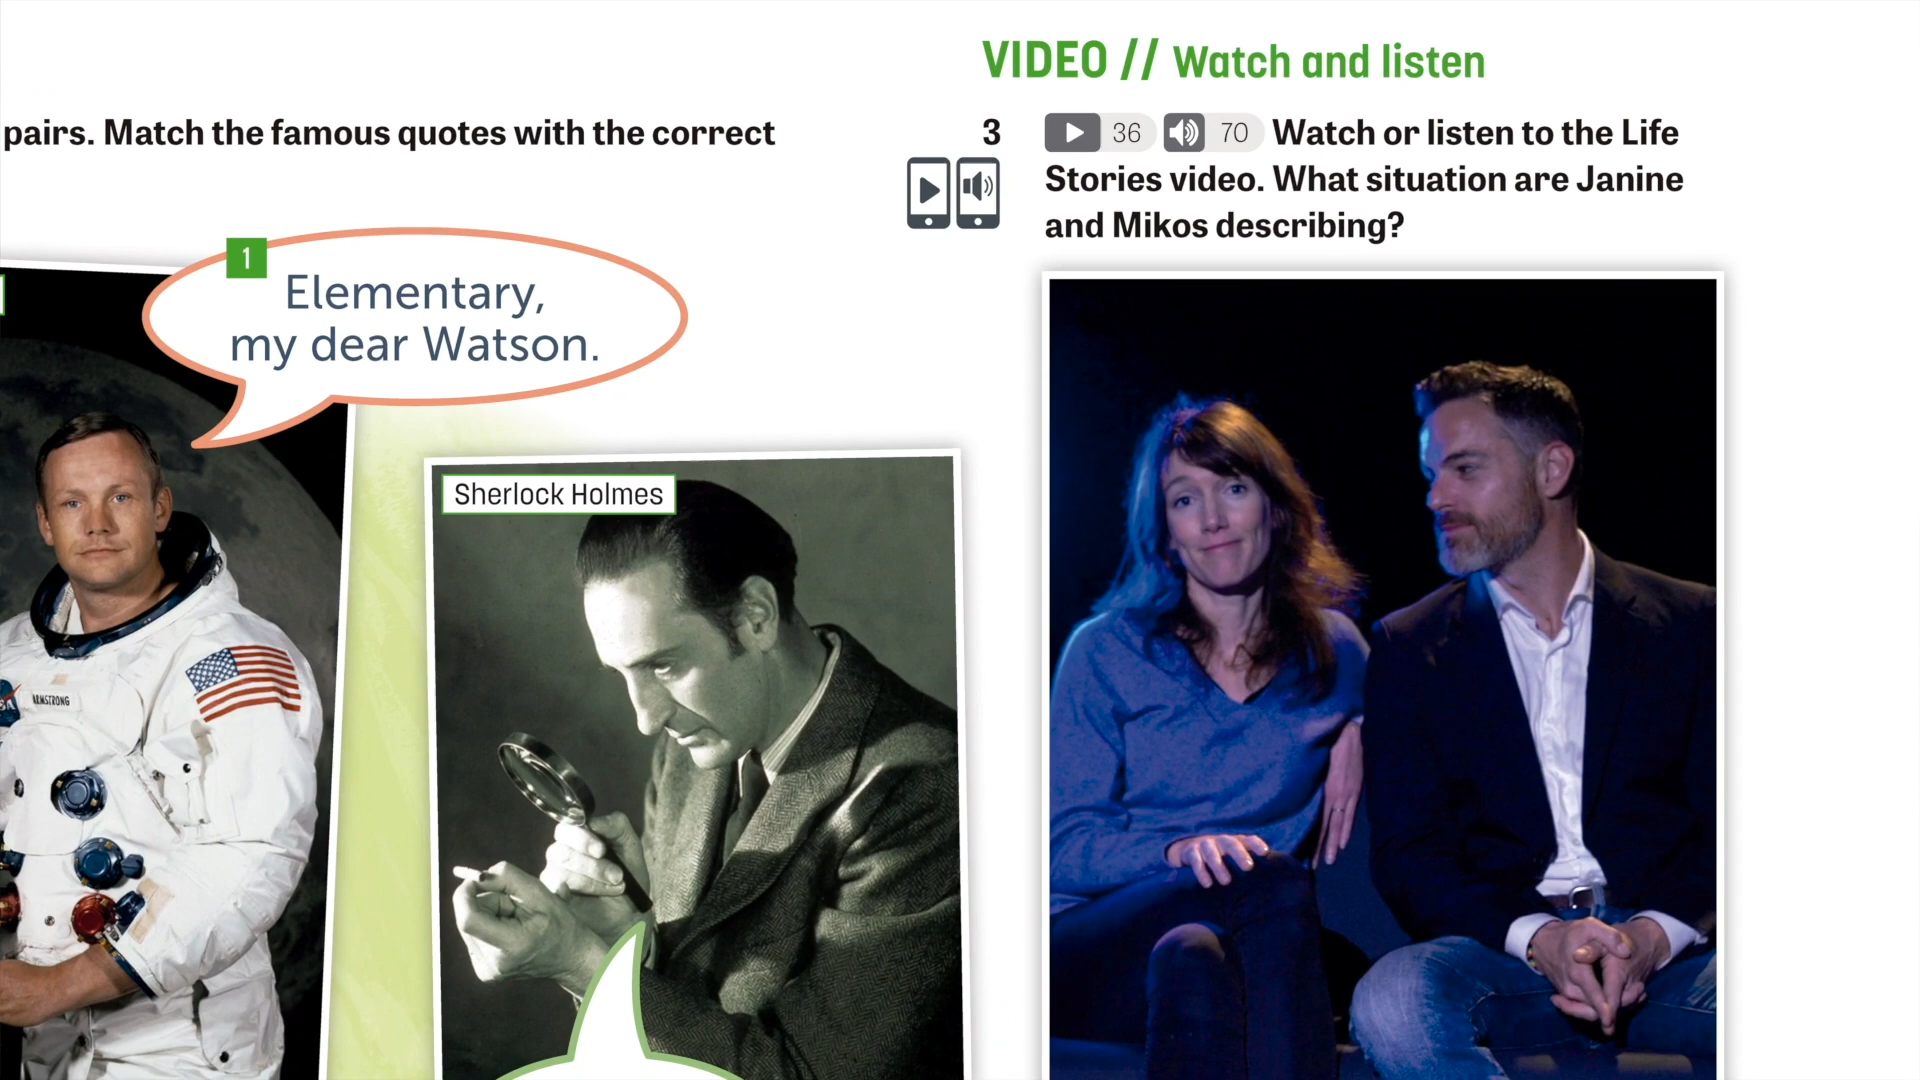 pairs. Match the famous quotes with the correct
1
Elementary,
my dear Watson.
ARMSTRONG
Sherlock Holmes
VIDEO // Watch and listen
3 36 70 Watch or listen to the Life
Stories video. What situation are Janine
and Mikos describing?